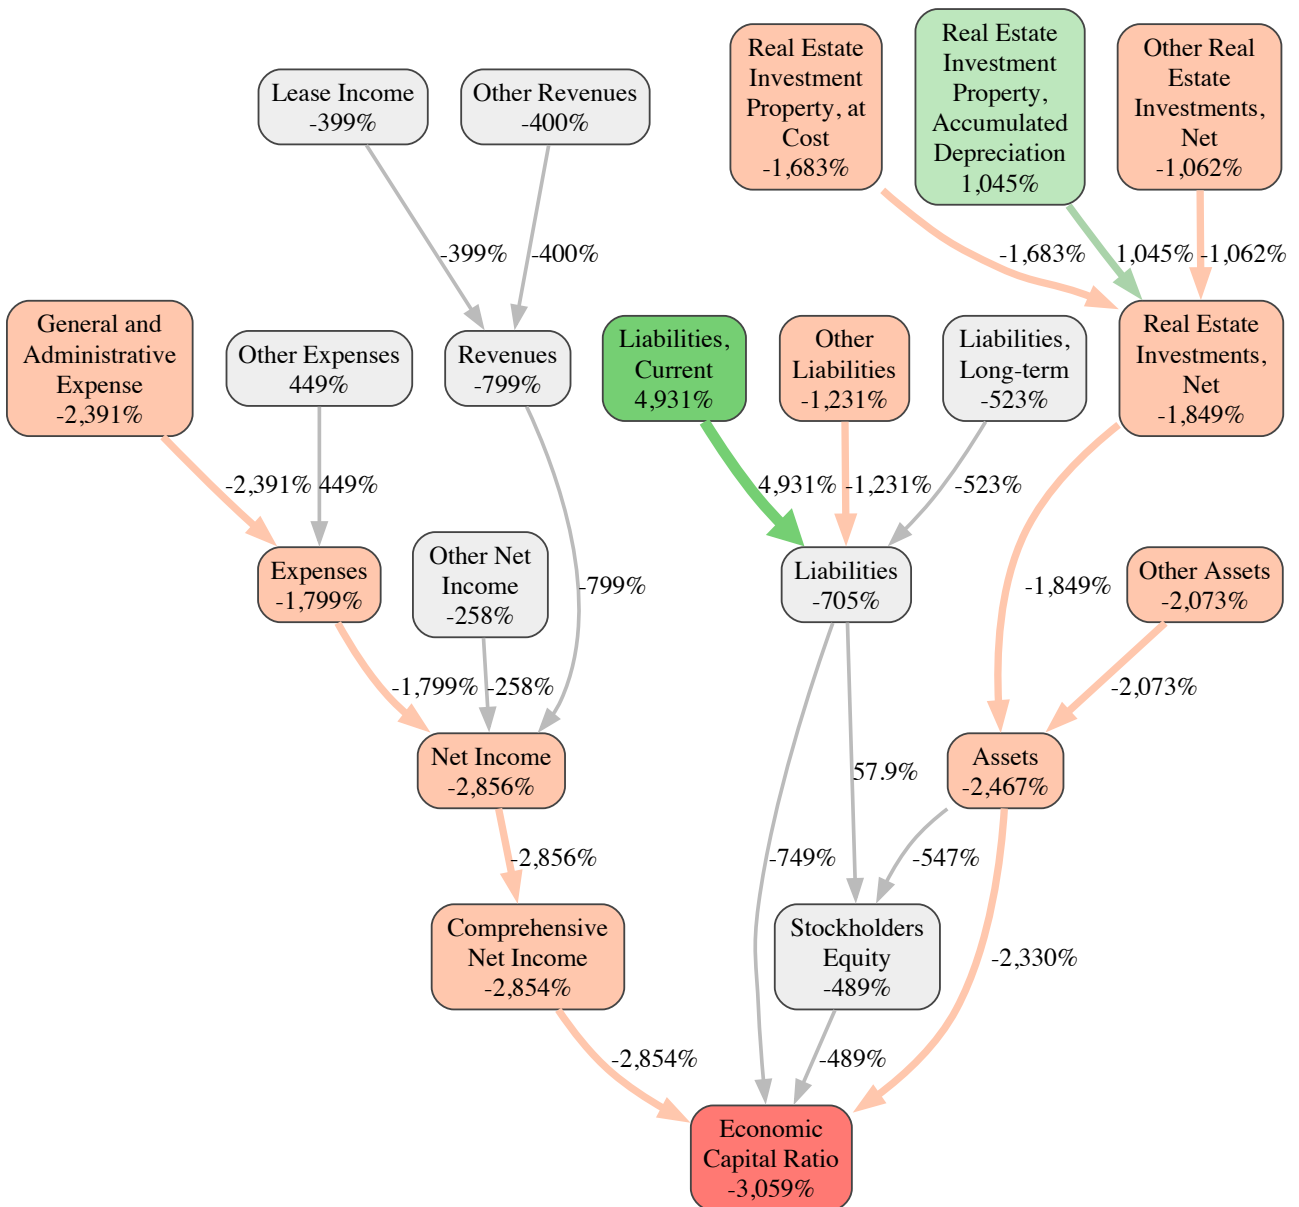 Real Estate
Investment
Property, at
Cost
-1,683%
Real Estate
Investment
Property,
Accumulated
Depreciation
1,045%
Other Real
Estate
Investments,
Net
-1,062%
Lease Income
-399%
Other Revenues
-400%
-399%
-400%
-1,683%
1,045%
-1,062%
General and
Administrative
Expense
-2,391%
Other Expenses
449%
Revenues
-799%
Liabilities,
Current
4,931%
Other
Liabilities
-1,231%
Liabilities,
Long-term
-523%
Real Estate
Investments,
Net
-1,849%
-2,391%
449%
4,931%
-1,231%
-523%
Expenses
-1,799%
Other Net
Income
-258%
-799%
Liabilities
-705%
-1,849%
Other Assets
-2,073%
-1,799%
-258%
-2,073%
Net Income
-2,856%
57.9%
Assets
-2,467%
-2,856%
-749%
-547%
Comprehensive
Net Income
-2,854%
Stockholders
Equity
-489%
-2,330%
-2,854%
-489%
Economic
Capital Ratio
-3,059%